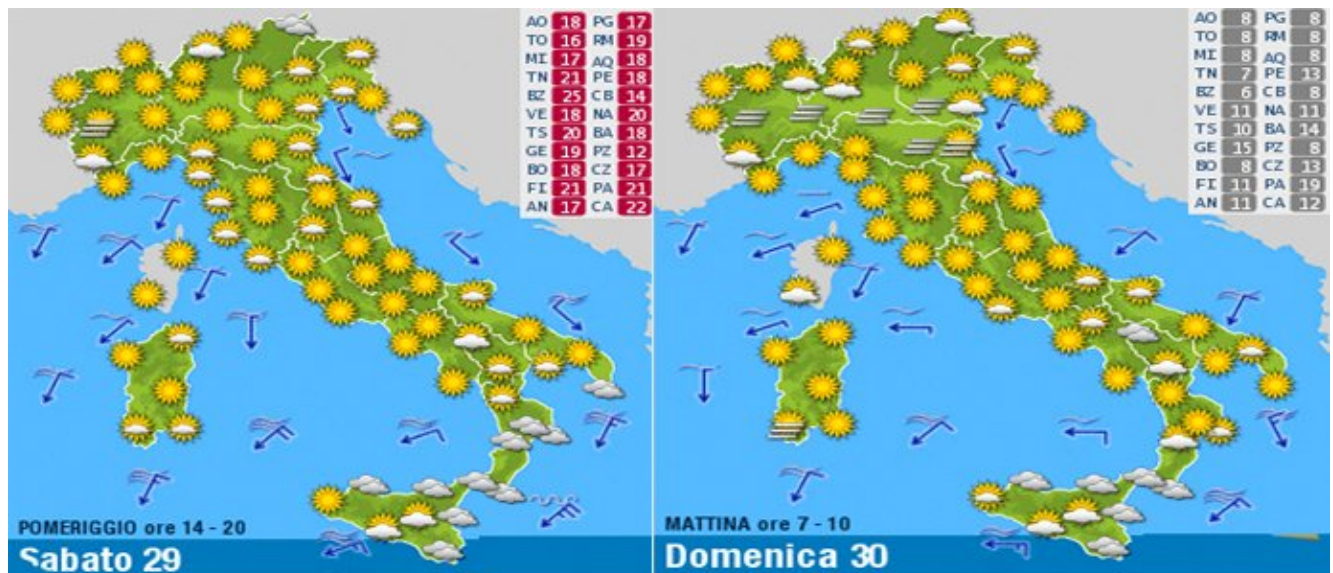 AO 18 PG 17
TO 16 RM 19
MI 17 AQ 18
TN 21 PE 18
BZ 25 CB 14
VE 18 NA 20
TS 20 BA 18
GE 19 PZ 12
BO 18 CZ 17
FI 21 PA 21
AN 17 CA 22
POMERIGGIO ore 14 - 20
Sabato 29
AO 8 PG 8
TO 8 RM 8
MI 8 AQ 8
TN 7 PE 13
BZ 6 CB 8
VE 11 NA 11
TS 10 BA 14
GE 15 PZ 8
BO 8 CZ 13
FI 11 PA 19
AN 11 CA 12
MATTINA ore 7 - 10
Domenica 30